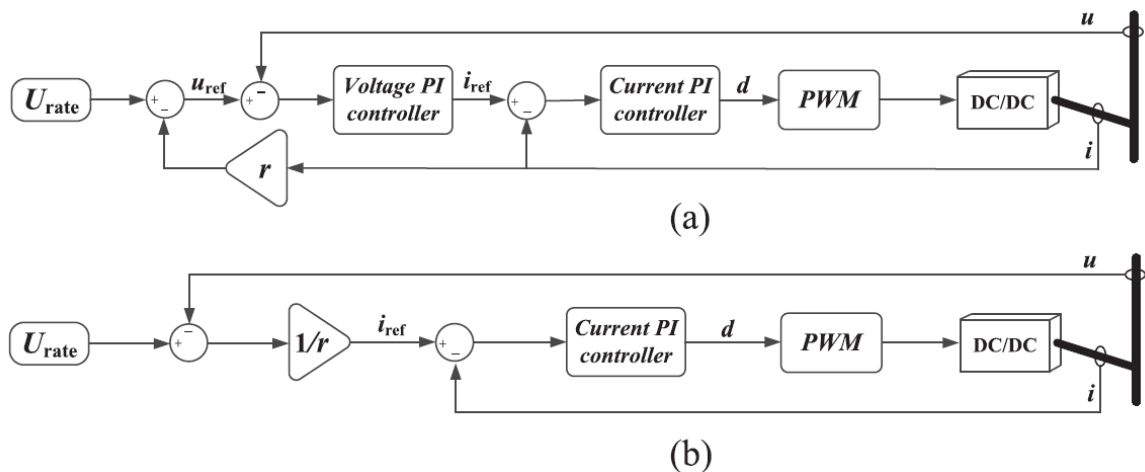 u
U_rate
+
−
u_ref
+
−
Voltage PI
controller
i_ref
+
−
Current PI
controller
d
PWM
DC/DC
r
i
(a)
u
U_rate
+
−
1/r
i_ref
+
−
Current PI
controller
d
PWM
DC/DC
i
(b)